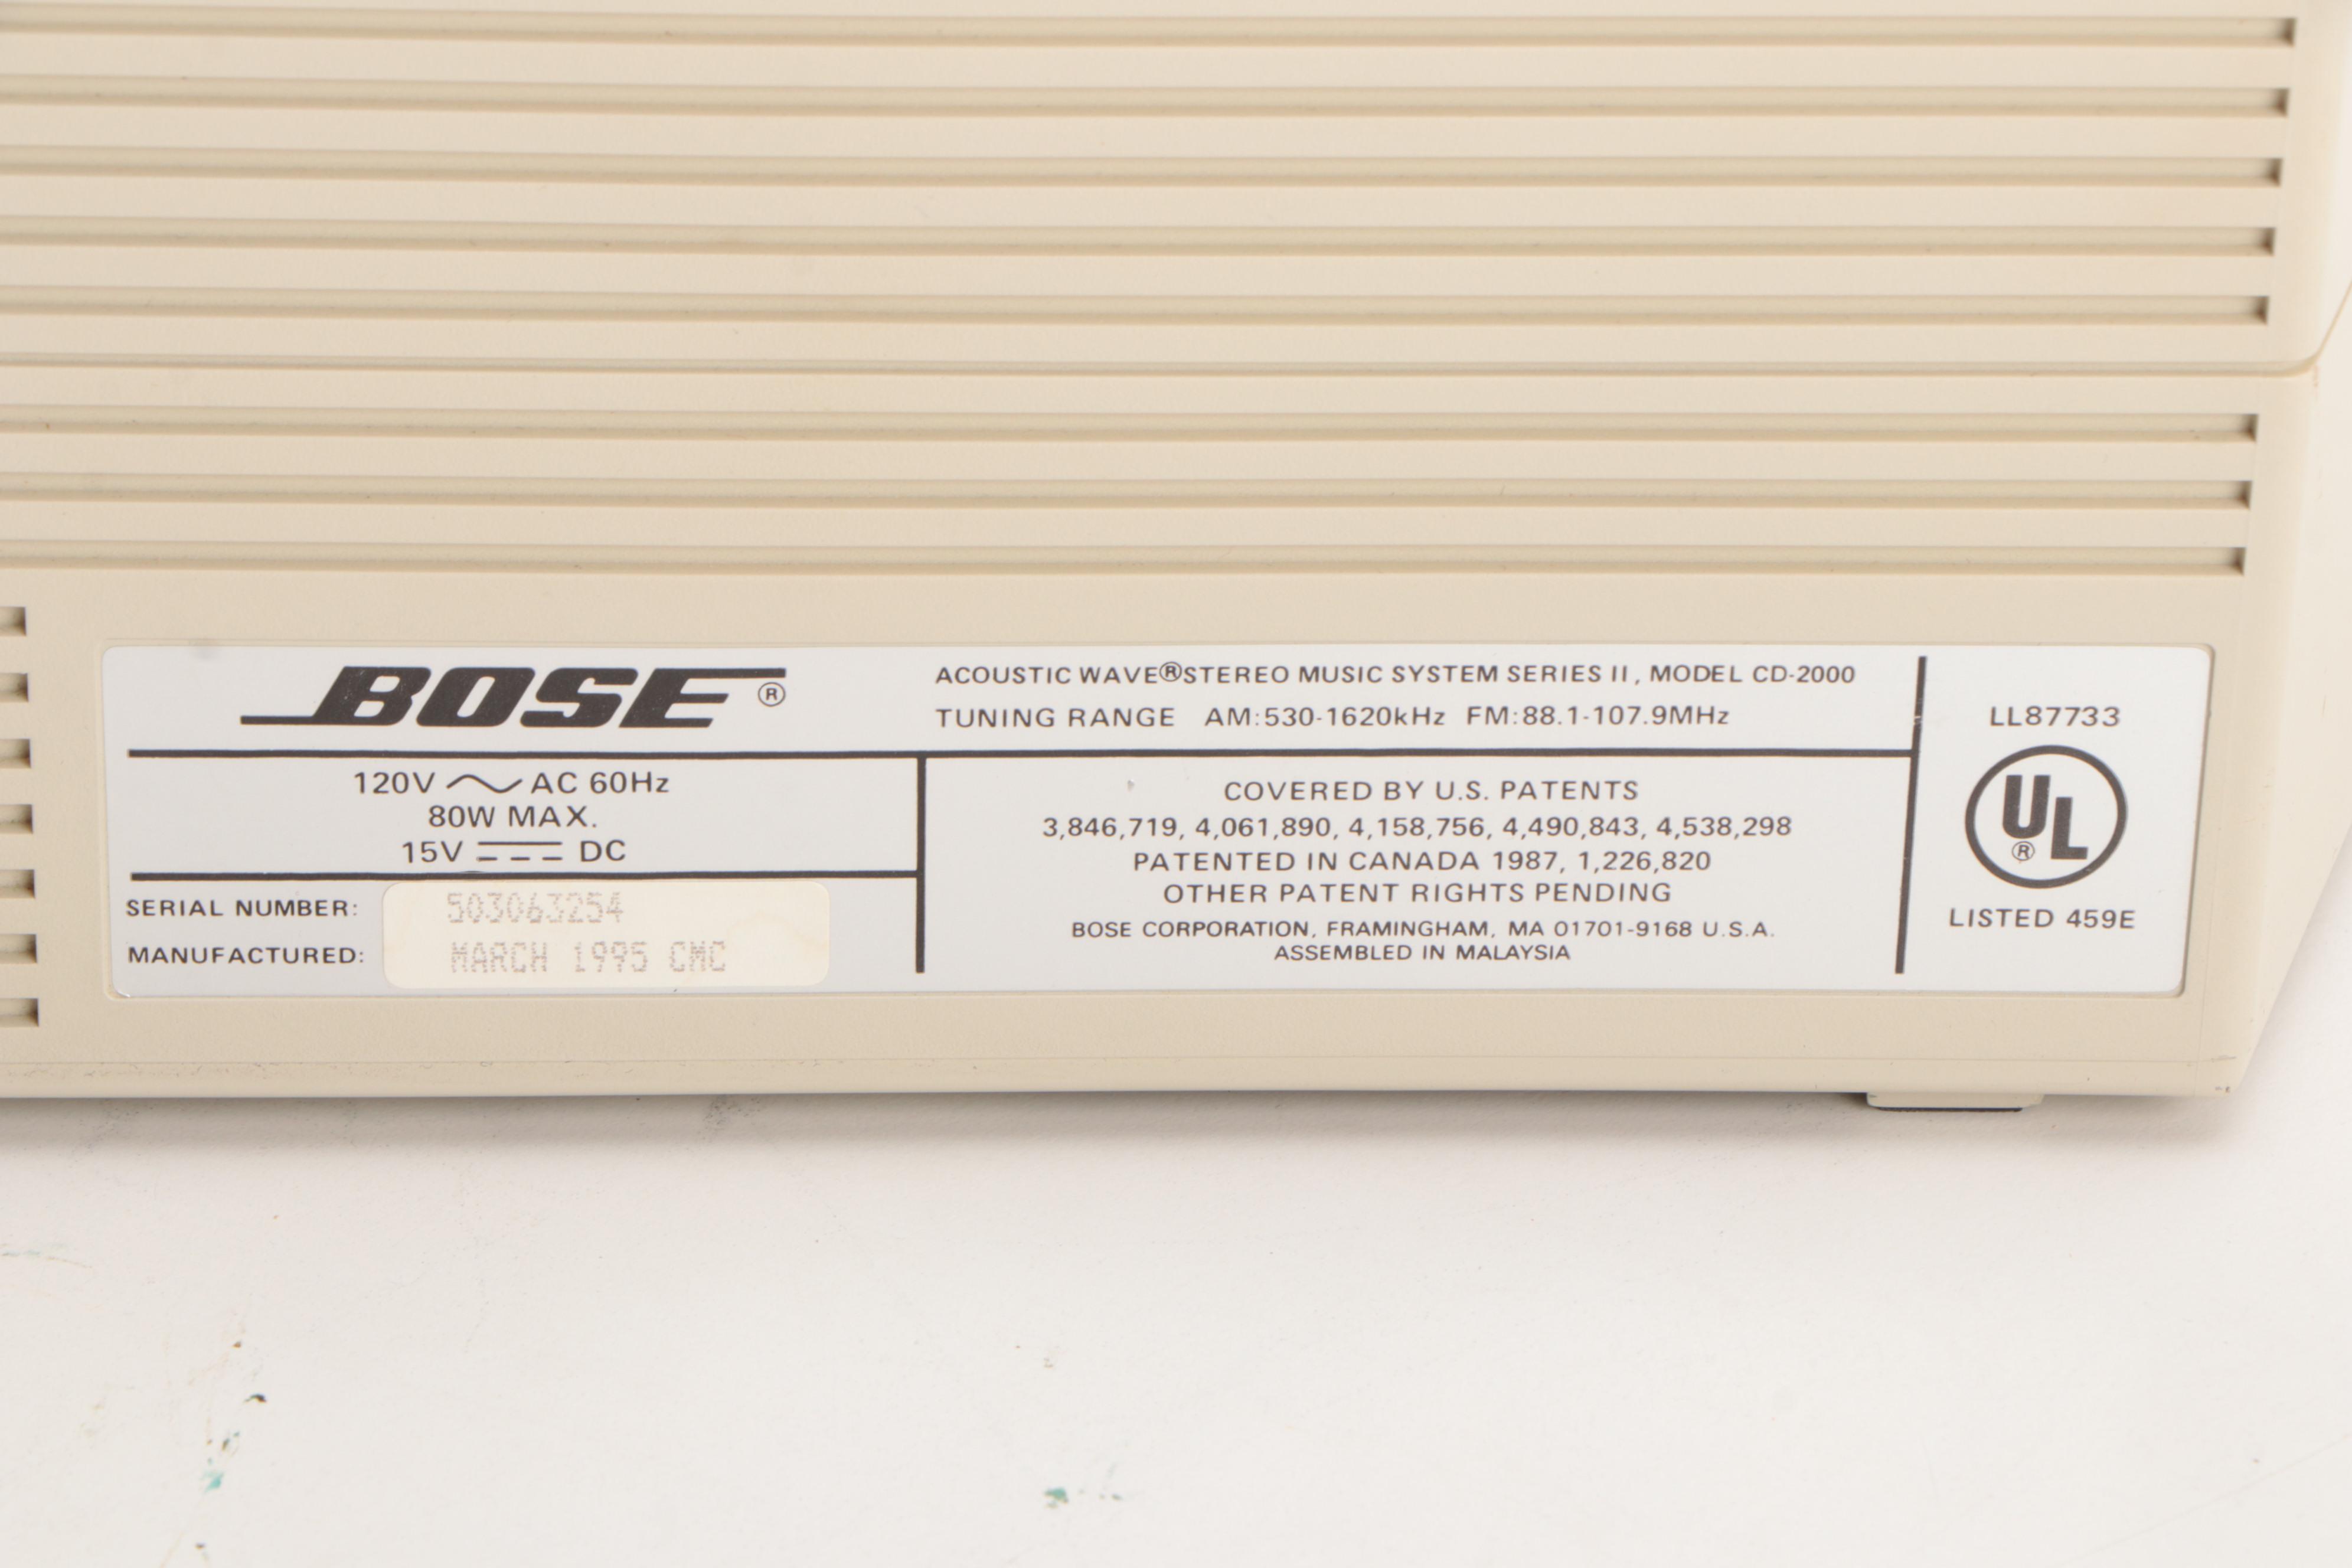 BOSE®
ACOUSTIC WAVE® STEREO MUSIC SYSTEM SERIES II, MODEL CD-2000
TUNING RANGE AM:530-1620kHz FM:88.1-107.9MHz
120V ~ AC 60Hz
80W MAX.
15V ⎓ DC
SERIAL NUMBER: 503063254
MANUFACTURED: MARCH 1995 CMC
COVERED BY U.S. PATENTS
3,846,719, 4,061,890, 4,158,756, 4,490,843, 4,538,298
PATENTED IN CANADA 1987, 1,226,820
OTHER PATENT RIGHTS PENDING
BOSE CORPORATION, FRAMINGHAM, MA 01701-9168 U.S.A.
ASSEMBLED IN MALAYSIA
LL87733
UL®
LISTED 459E